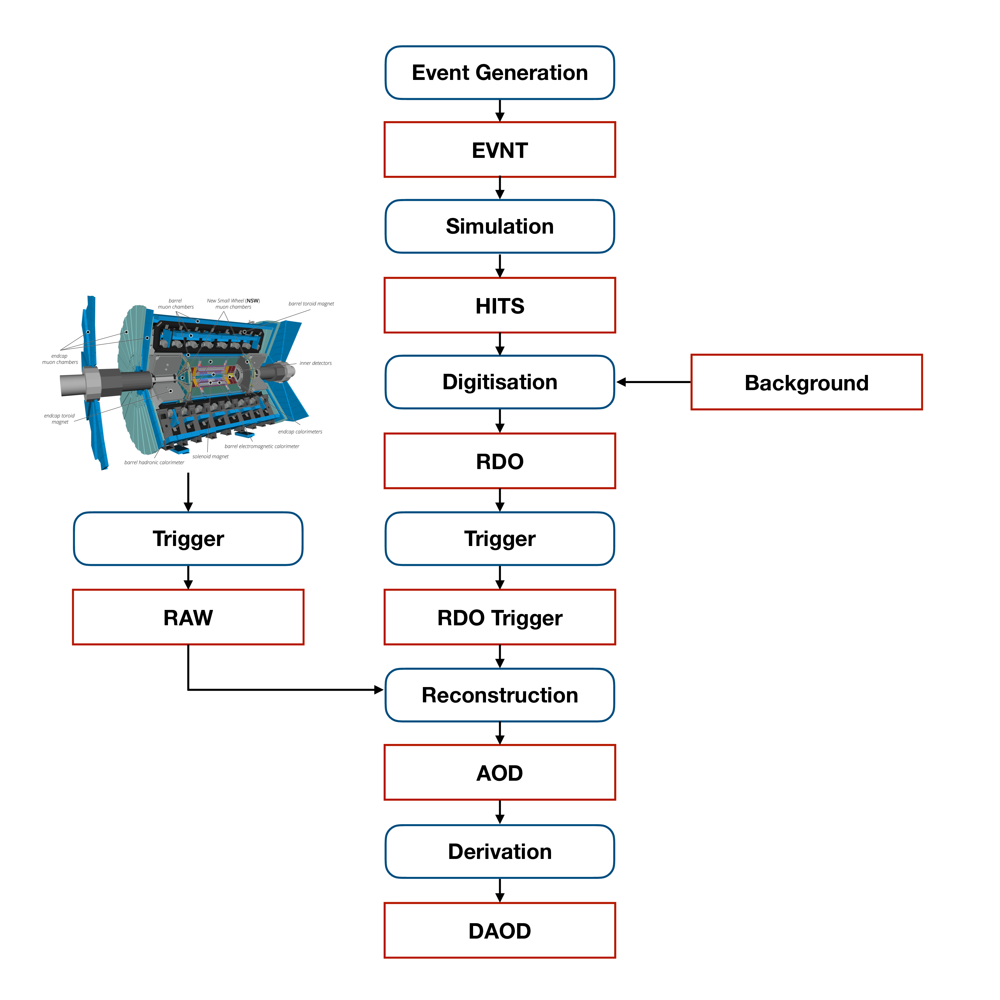 Event Generation
EVNT
Simulation
HITS
barrel
muon chambers
New Small Wheel (NSW)
muon chambers
barrel toroid magnet
endcap
muon chambers
inner detectors
Digitisation
Background
endcap toroid
magnet
endcap calorimeters
barrel electromagnetic calorimeter
solenoid magnet
barrel hadronic calorimeter
RDO
Trigger
Trigger
RAW
RDO Trigger
Reconstruction
AOD
Derivation
DAOD